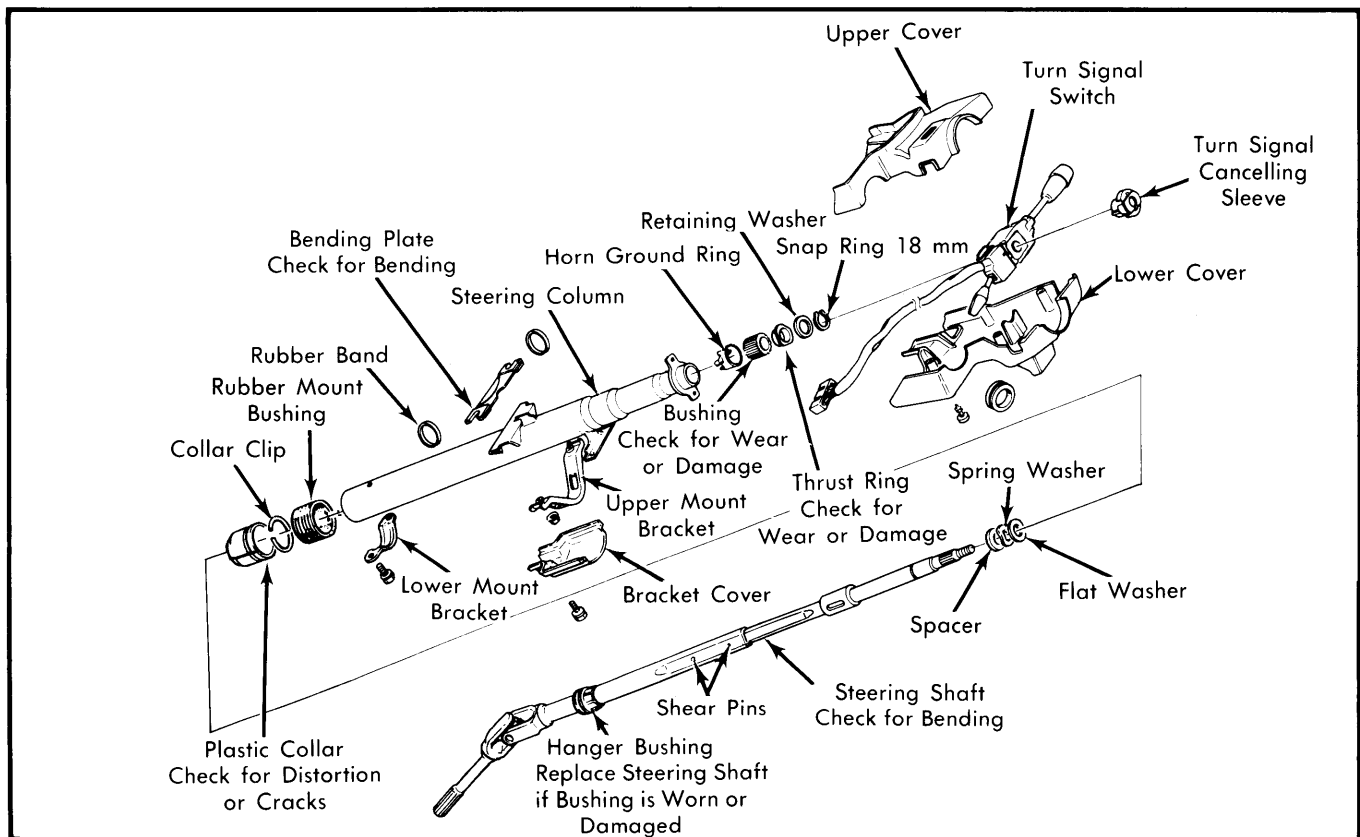 Upper Cover
Turn Signal
Switch
Turn Signal
Cancelling
Sleeve
Retaining Washer
Bending Plate
Check for Bending
Horn Ground Ring
Snap Ring 18 mm
Lower Cover
Steering Column
Rubber Band
Rubber Mount
Bushing
Collar Clip
Bushing
Check for Wear
or Damage
Thrust Ring
Check for
Wear or Damage
Spring Washer
Upper Mount
Bracket
Lower Mount
Bracket
Bracket Cover
Flat Washer
Spacer
Shear Pins
Steering Shaft
Check for Bending
Plastic Collar
Check for Distortion
or Cracks
Hanger Bushing
Replace Steering Shaft
if Bushing is Worn or
Damaged